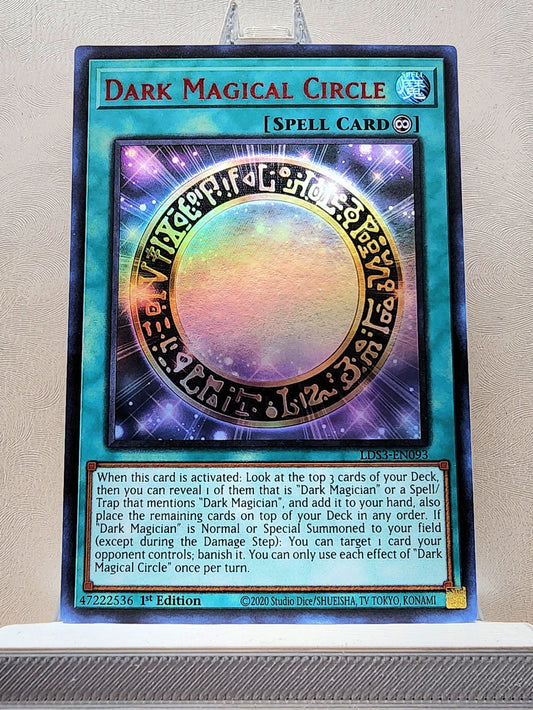 Dark Magical Circle
[Spell Card]
LDS3-EN093
When this card is activated: Look at the top 3 cards of your Deck,
then you can reveal 1 of them that is "Dark Magician" or a Spell/
Trap that mentions "Dark Magician", and add it to your hand, also
place the remaining cards on top of your Deck in any order. If
"Dark Magician" is Normal or Special Summoned to your field
(except during the Damage Step): You can target 1 card your
opponent controls; banish it. You can only use each effect of "Dark
Magical Circle" once per turn.
47222536 1st Edition ©2020 Studio Dice/SHUEISHA, TV TOKYO, KONAMI